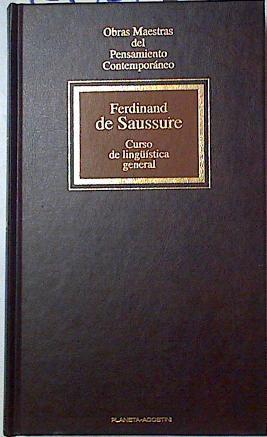 Obras Maestras
del
Pensamiento
Contemporáneo
Ferdinand
de Saussure
Curso
de lingüística
general
PLANETA-AGOSTINI